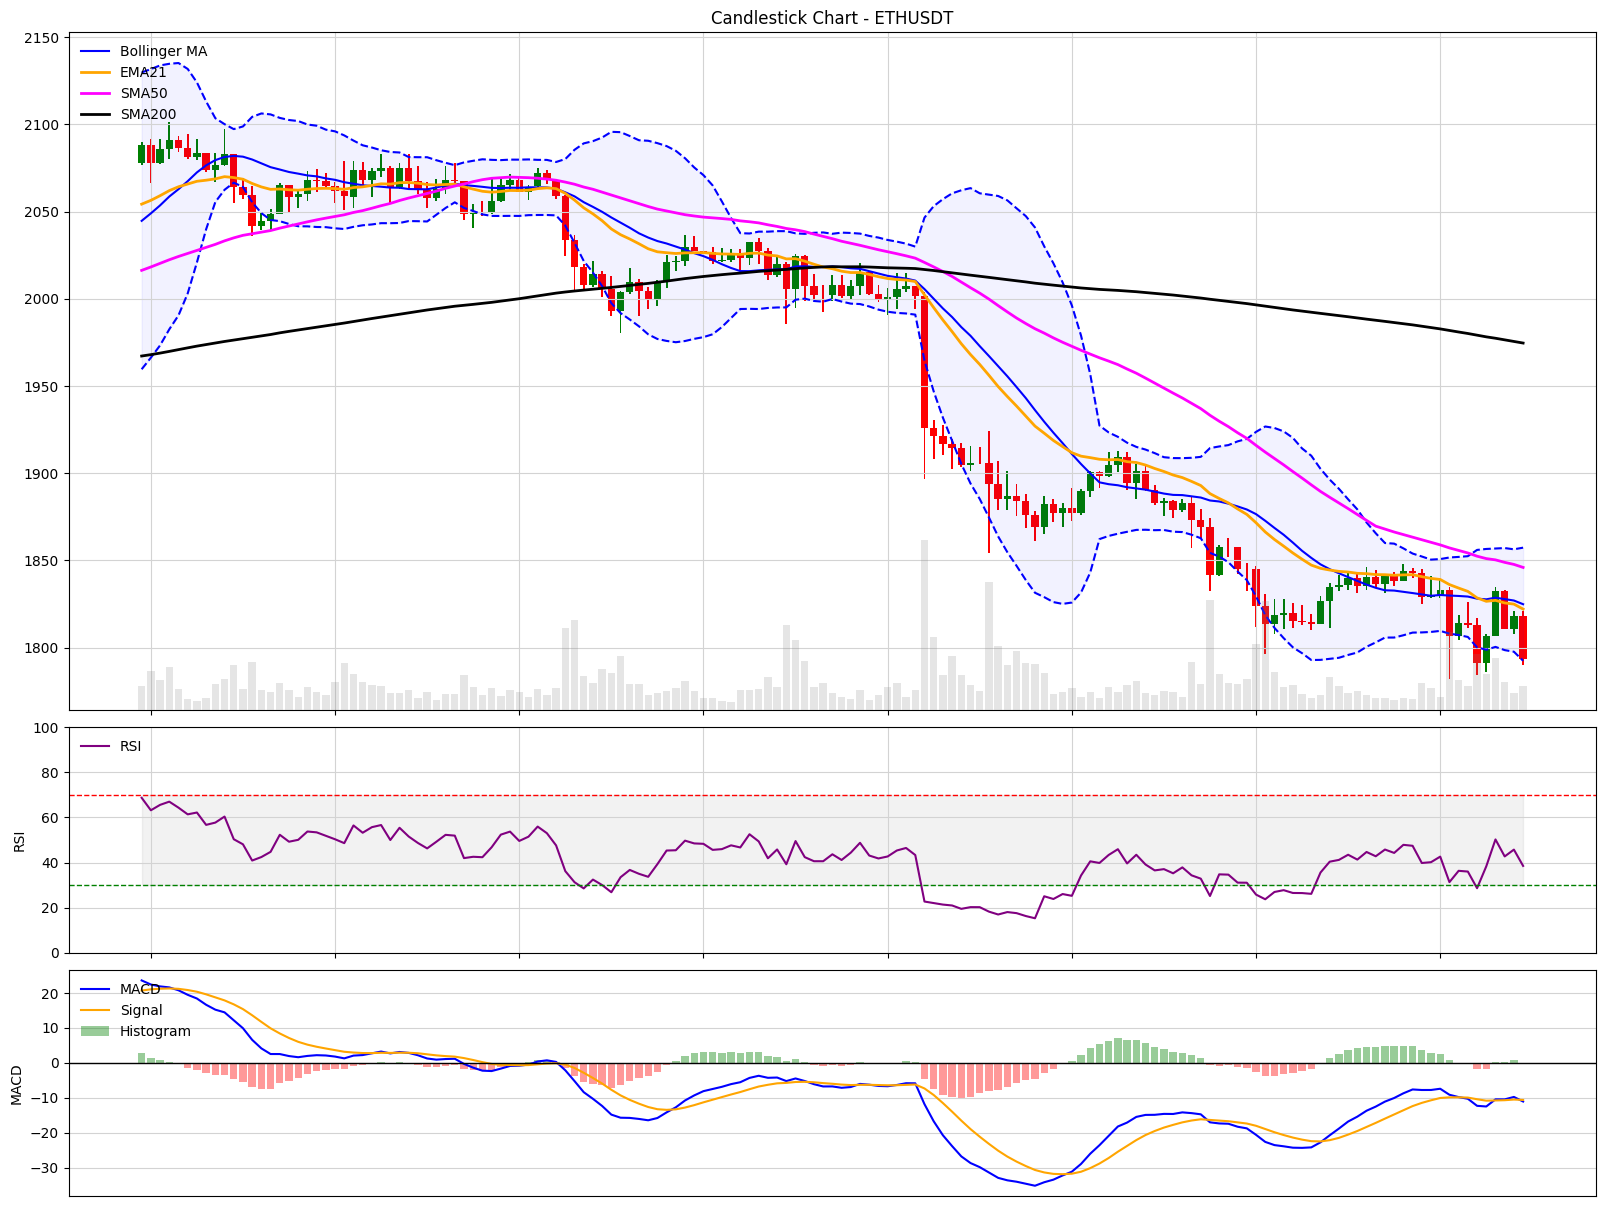 Candlestick Chart - ETHUSDT
2150
2100
2050
2000
1950
1900
1850
1800
Bollinger MA
EMA21
SMA50
SMA200
100
80
60
40
20
0
RSI
RSI
20
10
0
−10
−20
−30
MACD
MACD
Signal
Histogram